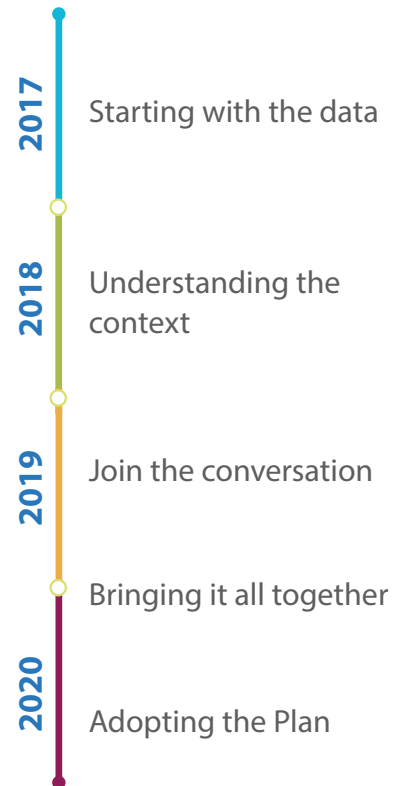 2017
Starting with the data
2018
Understanding the
context
2019
Join the conversation
Bringing it all together
2020
Adopting the Plan